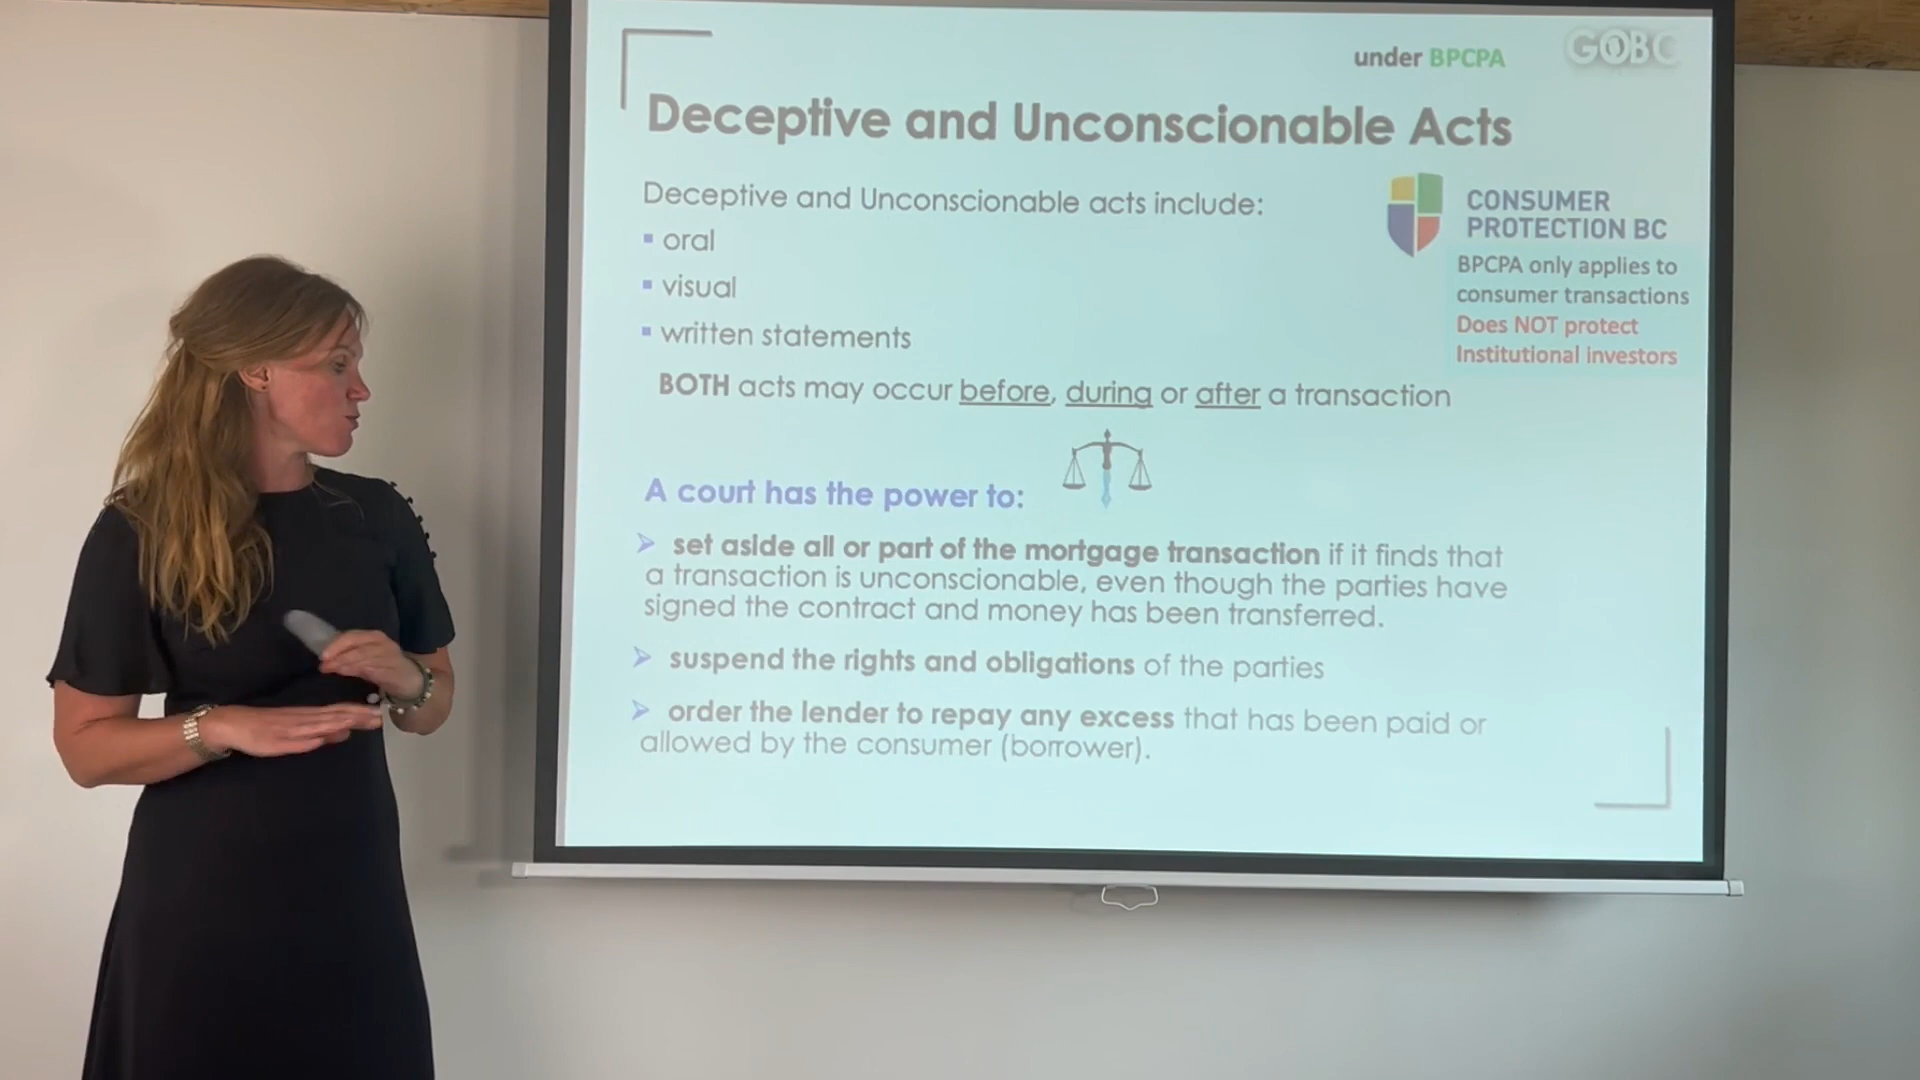 under BPCPA
GOBC
Deceptive and Unconscionable Acts
Deceptive and Unconscionable acts include:
▪ oral
▪ visual
▪ written statements
CONSUMER
PROTECTION BC
BPCPA only applies to
consumer transactions
Does NOT protect
Institutional investors
BOTH acts may occur before, during or after a transaction
A court has the power to:
➢ set aside all or part of the mortgage transaction if it finds that
a transaction is unconscionable, even though the parties have
signed the contract and money has been transferred.
➢ suspend the rights and obligations of the parties
➢ order the lender to repay any excess that has been paid or
allowed by the consumer (borrower).